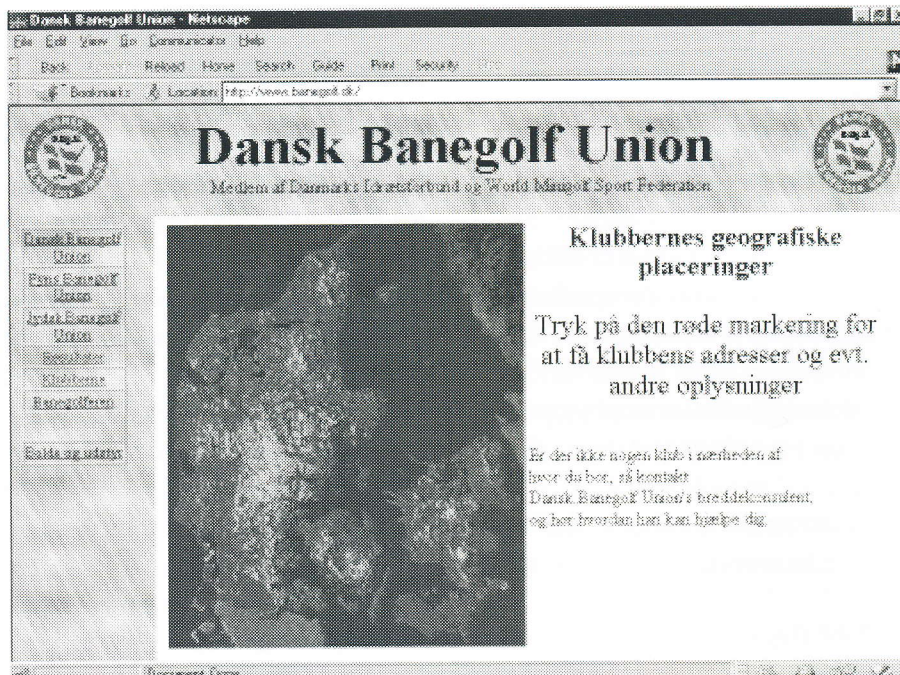 Dansk Banegolf Union - Netscape
File Edit View Go Communicator Help
Back Reload Home Search Guide Print Security
Bookmarks Location: http://www.banegolf.dk/
Dansk Banegolf Union
Medlem af Danmarks Idrætsforbund og World Minigolf Sport Federation
Dansk Banegolf
Union
Fyns Banegolf
Union
Jydsk Banegolf
Union
Resultater
Klubberne
Banegolferen
Bolde og udstyr
Klubbernes geografiske
placeringer
Tryk på den røde markering for
at få klubbens adresser og evt.
andre oplysninger
Er der ikke nogen klub i nærheden af
hvor du bor, så kontakt
Dansk Banegolf Union's breddekonsulent,
og hør hvordan han kan hjælpe dig.
Document: Done